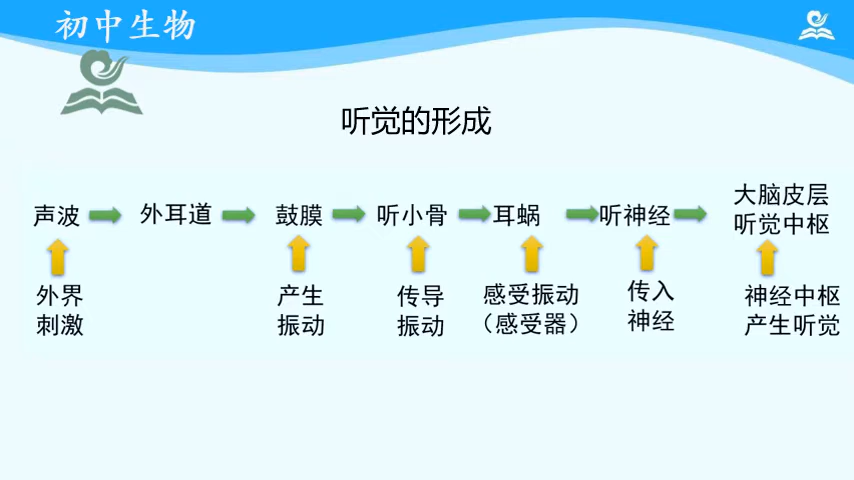 初中生物
听觉的形成
声波 外耳道 鼓膜 听小骨 耳蜗 听神经 大脑皮层
听觉中枢
外界
刺激
产生
振动
传导
振动
感受振动
（感受器）
传入
神经
神经中枢
产生听觉